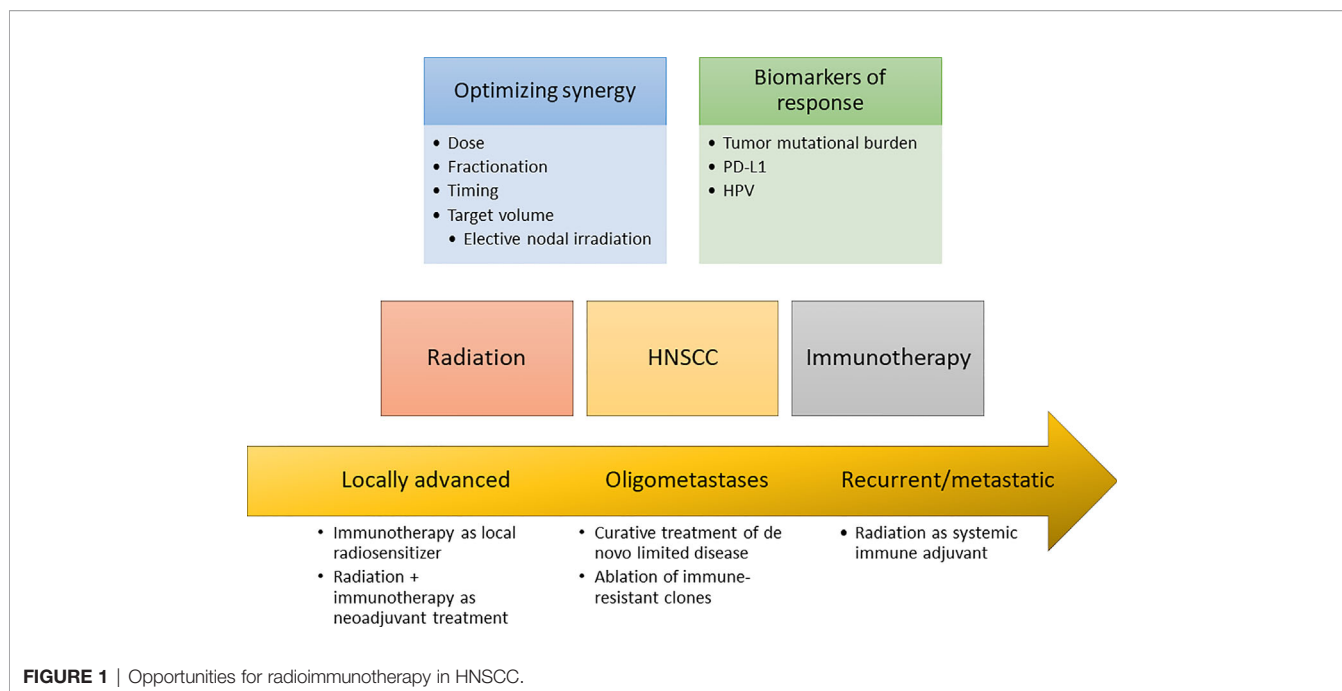 Optimizing synergy
• Dose
• Fractionation
• Timing
• Target volume
• Elective nodal irradiation
Biomarkers of
response
• Tumor mutational burden
• PD-L1
• HPV
Radiation
HNSCC
Immunotherapy
Locally advanced
Oligometastases
Recurrent/metastatic
• Immunotherapy as local
radiosensitizer
• Radiation +
immunotherapy as
neoadjuvant treatment
• Curative treatment of de
novo limited disease
• Ablation of immune-
resistant clones
• Radiation as systemic
immune adjuvant
FIGURE 1 | Opportunities for radioimmunotherapy in HNSCC.